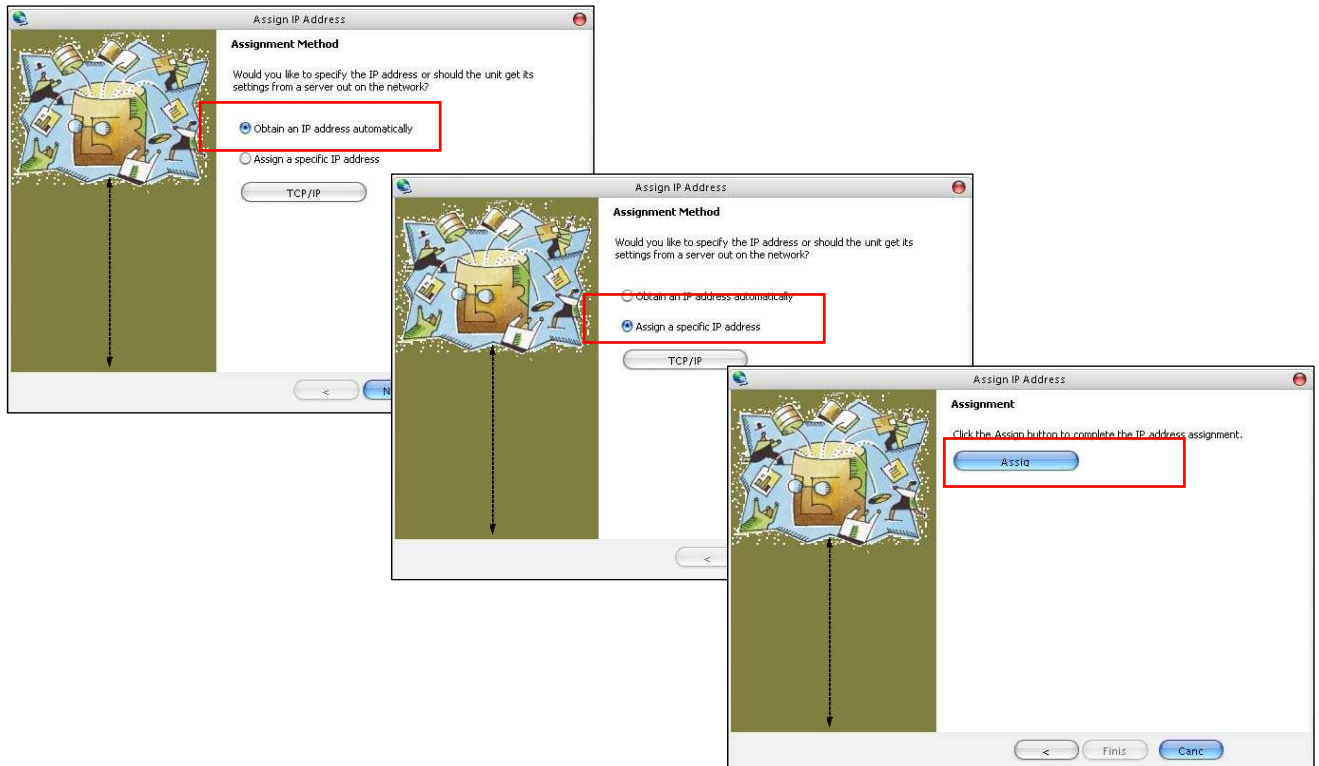 Assign IP Address
Assignment Method
Would you like to specify the IP address or should the unit get its
settings from a server out on the network?
Obtain an IP address automatically
Assign a specific IP address
TCP/IP
< N
Assign IP Address
Assignment Method
Would you like to specify the IP address or should the unit get its
settings from a server out on the network?
Obtain an IP address automatically
Assign a specific IP address
TCP/IP
<
Assign IP Address
Assignment
Click the Assign button to complete the IP address assignment.
Assig
< Finis Canc